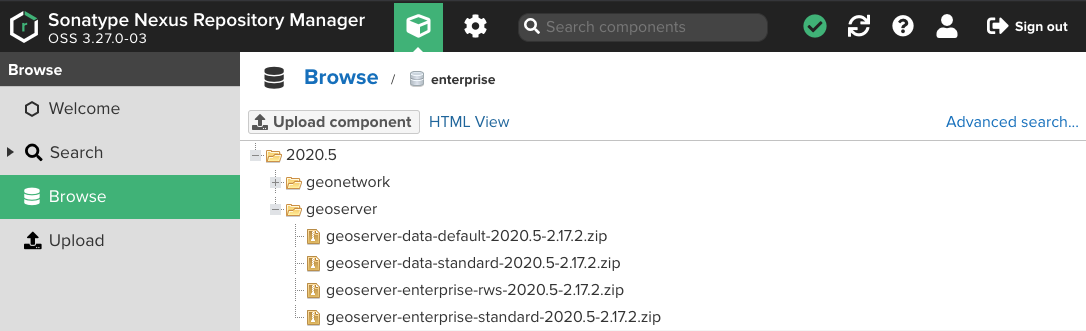 Sonatype Nexus Repository Manager
OSS 3.27.0-03
Search components
Sign out
Browse
Welcome
Search
Browse
Upload
Browse / enterprise
Upload component HTML View Advanced search...
2020.5
geonetwork
geoserver
geoserver-data-default-2020.5-2.17.2.zip
geoserver-data-standard-2020.5-2.17.2.zip
geoserver-enterprise-rws-2020.5-2.17.2.zip
geoserver-enterprise-standard-2020.5-2.17.2.zip